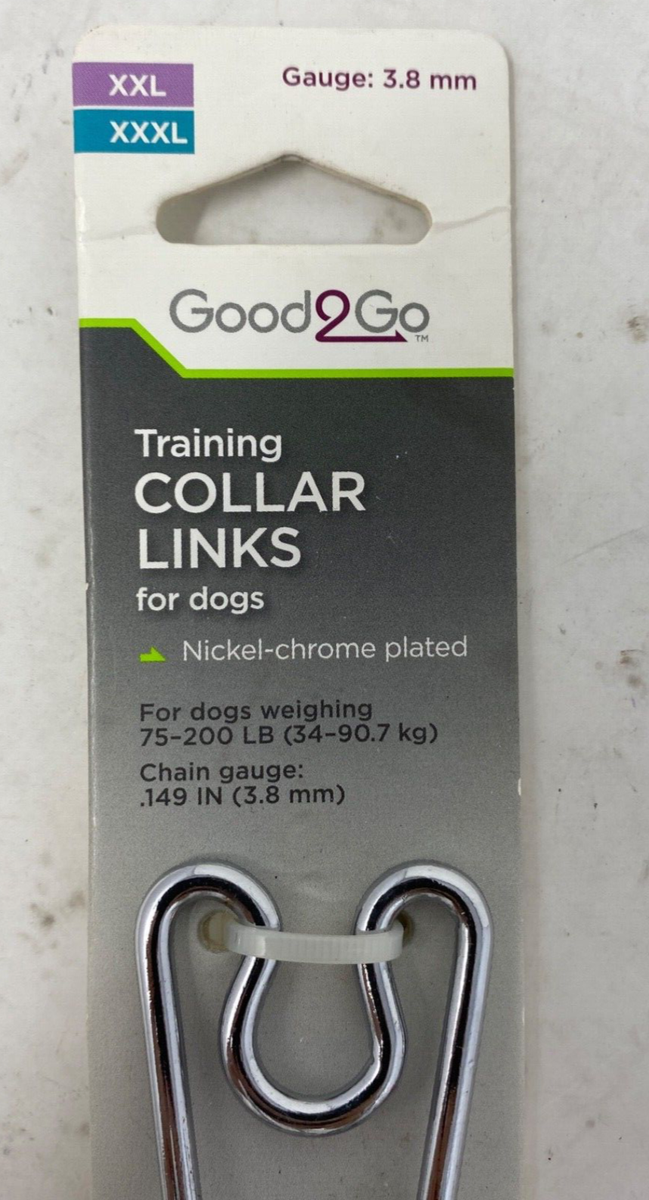 XXL
Gauge: 3.8 mm
XXXL
Good2Go
TM
Training
COLLAR
LINKS
for dogs
Nickel-chrome plated
For dogs weighing
75–200 LB (34–90.7 kg)
Chain gauge:
.149 IN (3.8 mm)